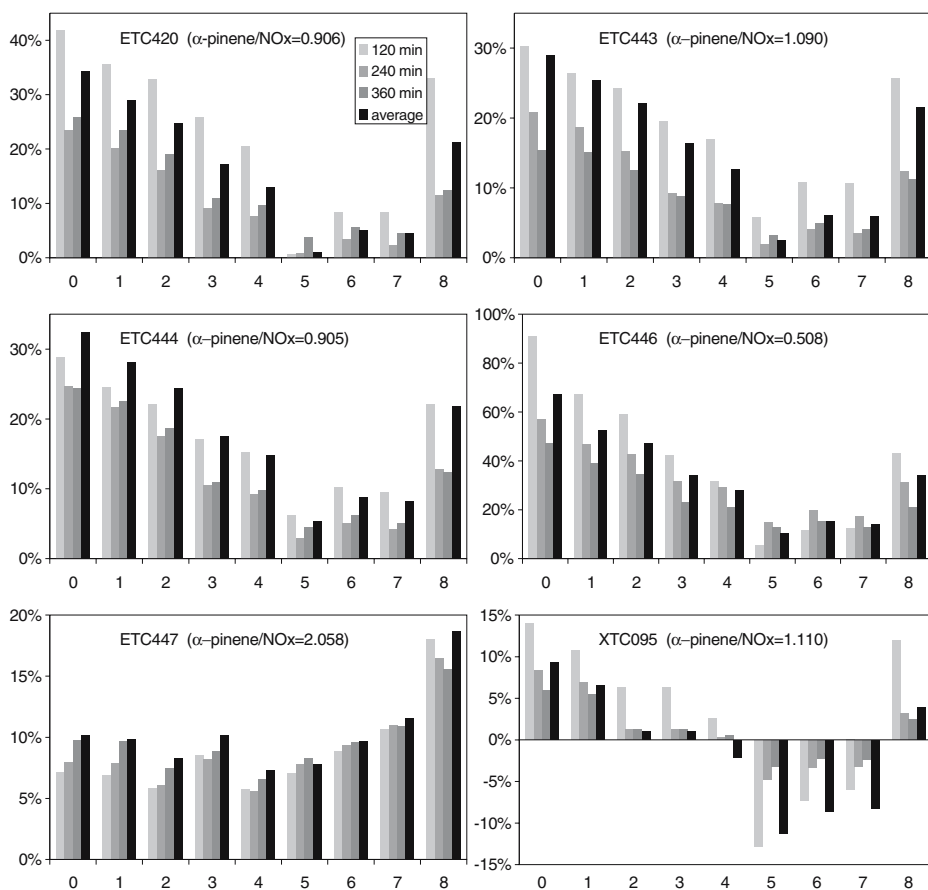 ETC420 (α-pinene/NOx=0.906)
40%
30%
20%
10%
0%
120 min
240 min
360 min
average
0 1 2 3 4 5 6 7 8
ETC443 (α–pinene/NOx=1.090)
30%
20%
10%
0%
0 1 2 3 4 5 6 7 8
ETC444 (α–pinene/NOx=0.905)
30%
20%
10%
0%
0 1 2 3 4 5 6 7 8
ETC446 (α–pinene/NOx=0.508)
100%
80%
60%
40%
20%
0%
0 1 2 3 4 5 6 7 8
ETC447 (α–pinene/NOx=2.058)
20%
15%
10%
5%
0%
0 1 2 3 4 5 6 7 8
XTC095 (α–pinene/NOx=1.110)
15%
10%
5%
0%
-5%
-10%
-15%
0 1 2 3 4 5 6 7 8